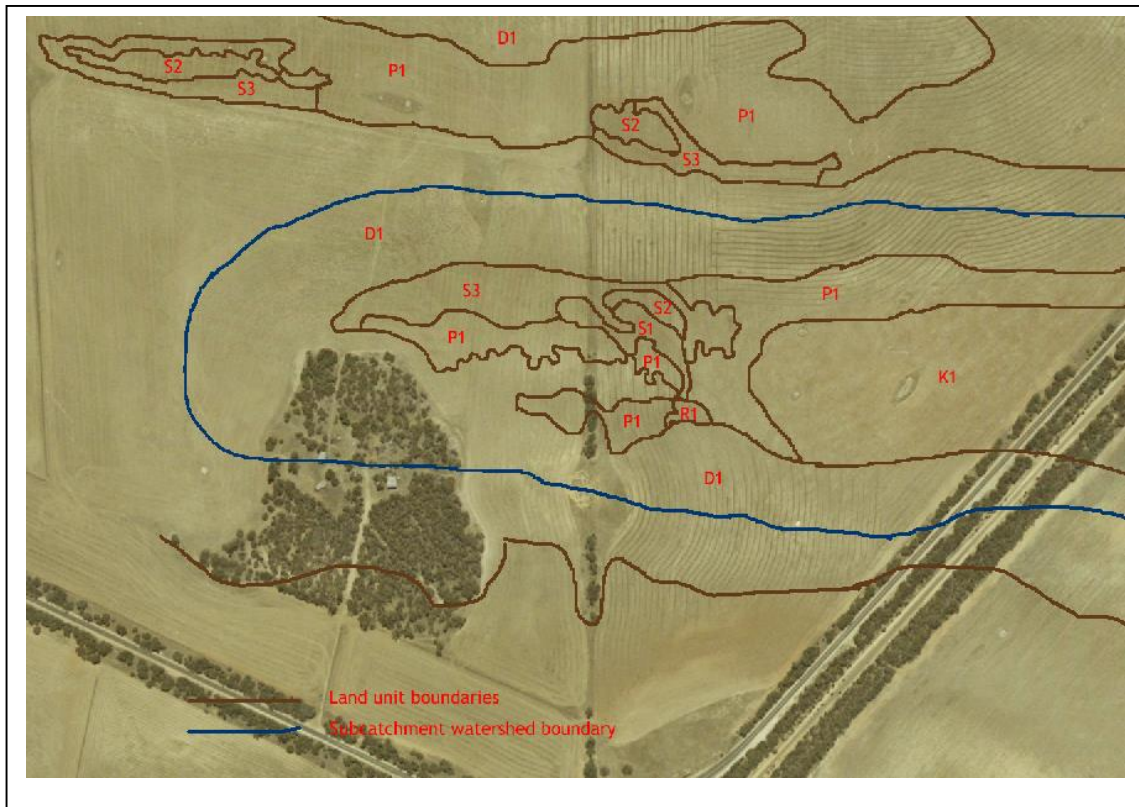 D1
P1
S2
S3
P1
S2
S3
D1
S3
P1
S2
S1
P1
P1
K1
P1
R1
D1
Land unit boundaries
Subcatchment watershed boundary